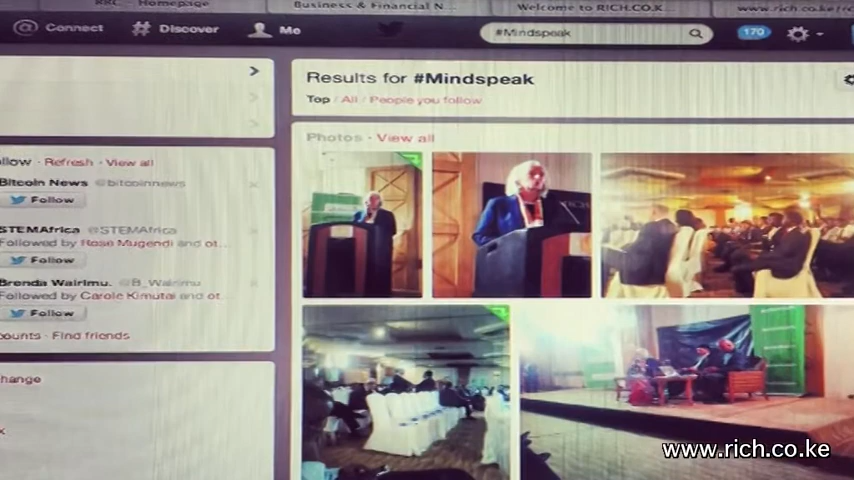 BBC - Homepage
Business & Financial N...
Welcome to RICH.CO.K...
www.rich.co.ke/rc
Connect
Discover
Me
#Mindspeak
170
Results for #Mindspeak
Top / All / People you follow
Photos · View all
ollow · Refresh · View all
Bitcoin News @bitcoinnews
Follow
STEMAfrica @STEMAfrica
Followed by Rose Mugendi and ot...
Follow
Brenda Wairimu. @B_Wairimu
Followed by Carole Kimutai and ot...
Follow
counts · Find friends
hange
www.rich.co.ke